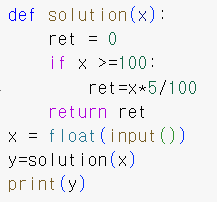 def solution(x):
    ret = 0
    if x >=100:
        ret=x*5/100
    return ret
x = float(input())
y=solution(x)
print(y)